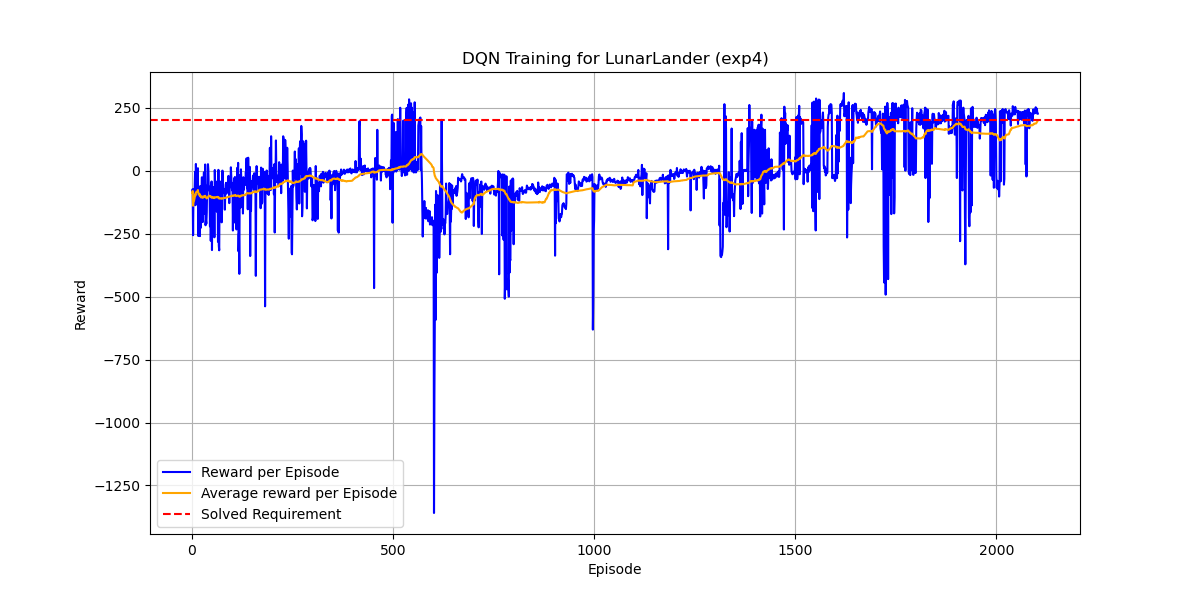 DQN Training for LunarLander (exp4)
250
0
−250
−500
−750
−1000
−1250
Reward
Reward per Episode
Average reward per Episode
Solved Requirement
0
500
1000
1500
2000
Episode